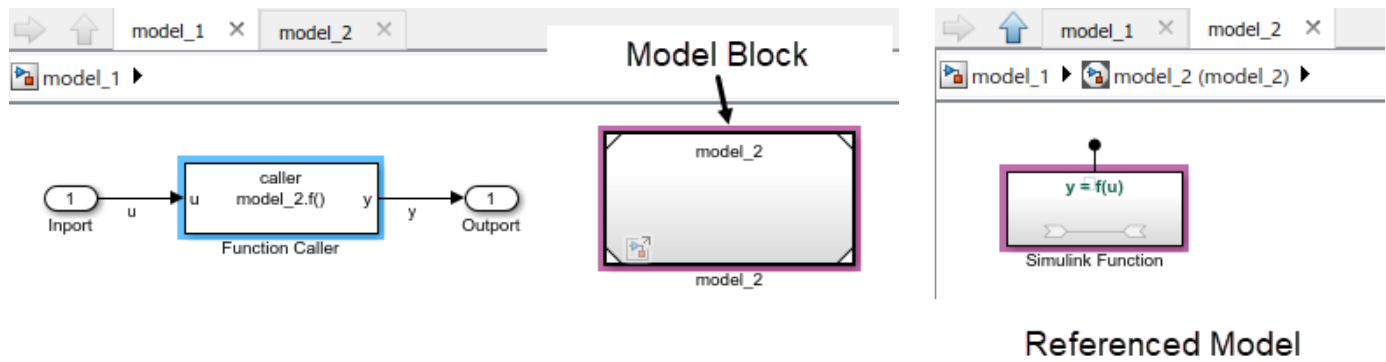 model_1 × model_2 ×
model_1
Model Block
model_2
1
Inport
u
u
caller
model_2.f()
y
Function Caller
y
1
Outport
model_2
model_1 × model_2 ×
model_1 model_2 (model_2)
y = f(u)
Simulink Function
Referenced Model